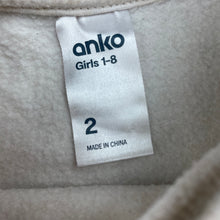 anko
Girls 1-8
2
MADE IN CHINA